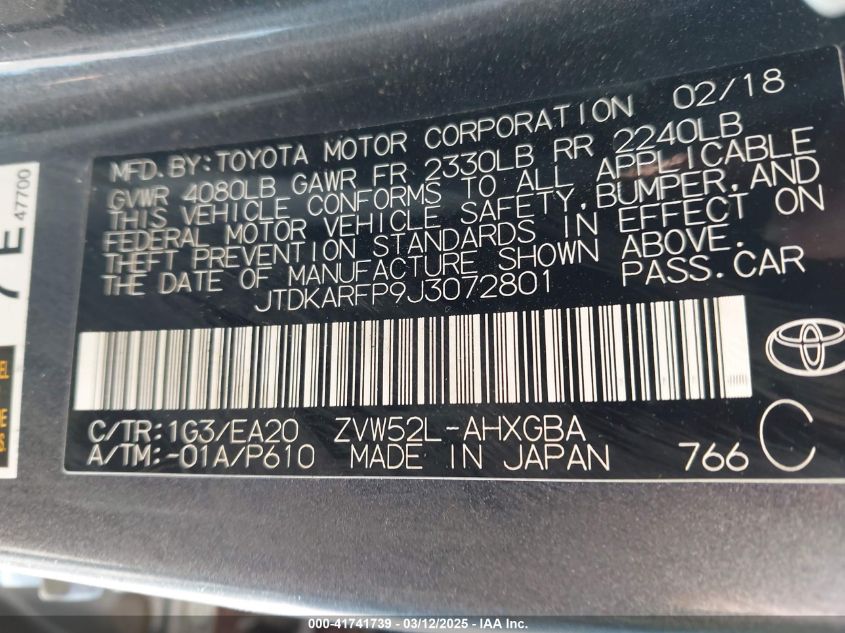 MFD.BY:TOYOTA MOTOR CORPORATION 02/18
GVWR 4080LB GAWR FR 2330LB RR 2240LB
THIS VEHICLE CONFORMS TO ALL APPLICABLE
FEDERAL MOTOR VEHICLE SAFETY,BUMPER,AND
THEFT PREVENTION STANDARDS IN EFFECT ON
THE DATE OF MANUFACTURE SHOWN ABOVE.
JTDKARFP9J3072801 PASS.CAR
C/TR:1G3/EA20 ZVW52L-AHXGBA
A/TM:-01A/P610 MADE IN JAPAN 766 C
7E
47700
EL
E
S.
000-41741739 - 03/12/2025 - IAA Inc.